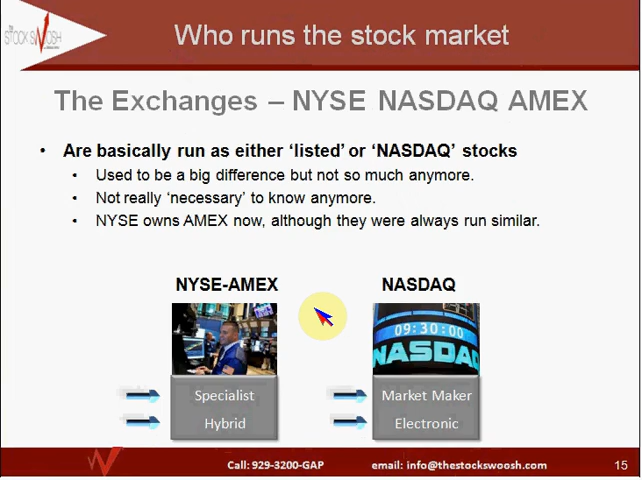 The
STOCK SWOOSH
Who runs the stock market
The Exchanges – NYSE NASDAQ AMEX
• Are basically run as either ‘listed’ or ‘NASDAQ’ stocks
• Used to be a big difference but not so much anymore.
• Not really ‘necessary’ to know anymore.
• NYSE owns AMEX now, although they were always run similar.
NYSE-AMEX
NASDAQ
09:30:00
NASDAQ
Specialist
Market Maker
Hybrid
Electronic
Call: 929-3200-GAP
email: info@thestockswoosh.com
15